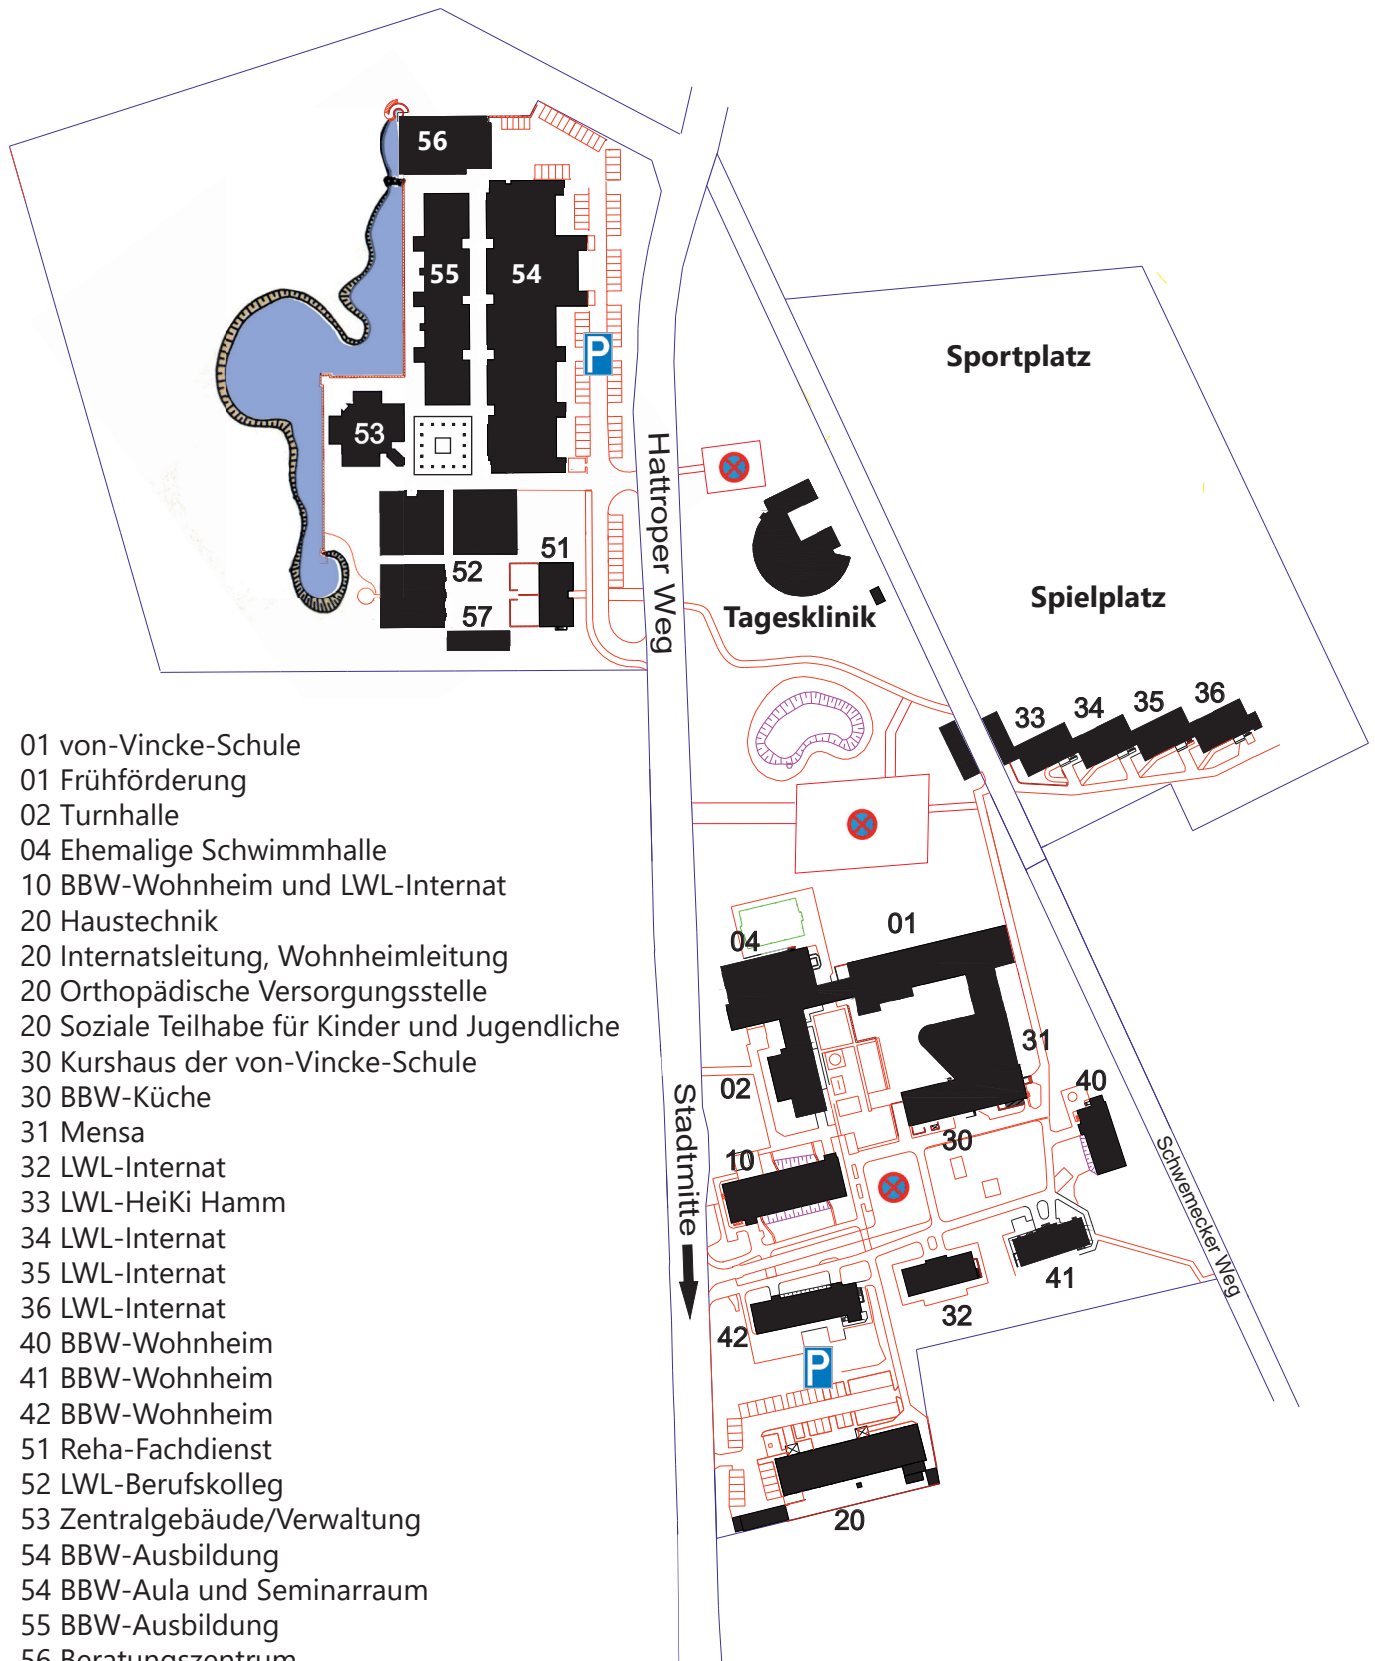 56
55
54
P
Sportplatz
53
Hattroper Weg
51
52
57
Tagesklinik
Spielplatz
33
34
35
36
01 von-Vincke-Schule
01 Frühförderung
02 Turnhalle
04 Ehemalige Schwimmhalle
10 BBW-Wohnheim und LWL-Internat
20 Haustechnik
20 Internatsleitung, Wohnheimleitung
20 Orthopädische Versorgungsstelle
20 Soziale Teilhabe für Kinder und Jugendliche
30 Kurshaus der von-Vincke-Schule
30 BBW-Küche
31 Mensa
32 LWL-Internat
33 LWL-HeiKi Hamm
34 LWL-Internat
35 LWL-Internat
36 LWL-Internat
40 BBW-Wohnheim
41 BBW-Wohnheim
42 BBW-Wohnheim
51 Reha-Fachdienst
52 LWL-Berufskolleg
53 Zentralgebäude/Verwaltung
54 BBW-Ausbildung
54 BBW-Aula und Seminarraum
55 BBW-Ausbildung
56 Beratungszentrum
04
01
31
02
40
30
10
Stadtmitte
Schwemecker Weg
41
32
42
P
20